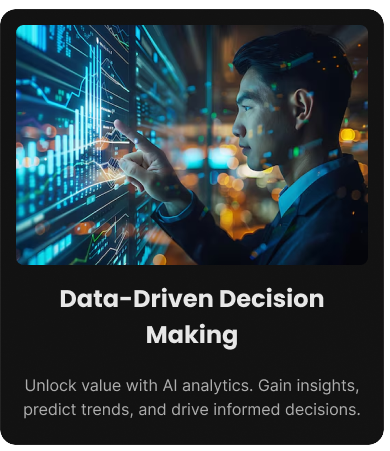 Data-Driven Decision
Making
Unlock value with AI analytics. Gain insights,
predict trends, and drive informed decisions.